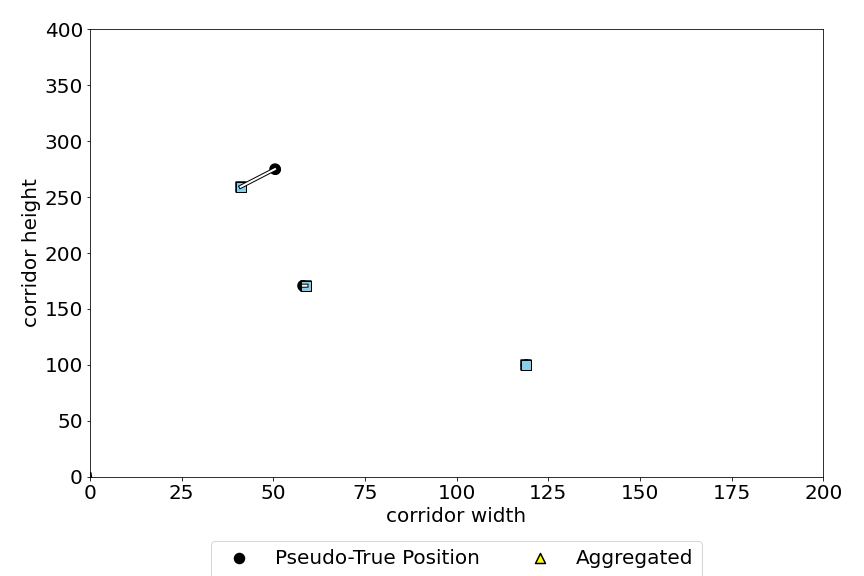 400
350
300
250
200
150
100
50
0
corridor height
0 25 50 75 100 125 150 175 200
corridor width
Pseudo-True Position Aggregated